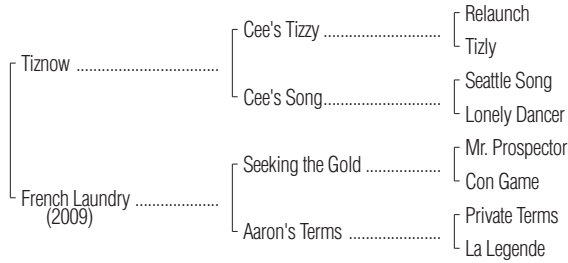 Relaunch
Cee's Tizzy ........................
Tizly
Tiznow .............................
Seattle Song
Cee's Song........................
Lonely Dancer
Mr. Prospector
Seeking the Gold ...............
Con Game
French Laundry .................
(2009)
Private Terms
Aaron's Terms ...................
La Legende